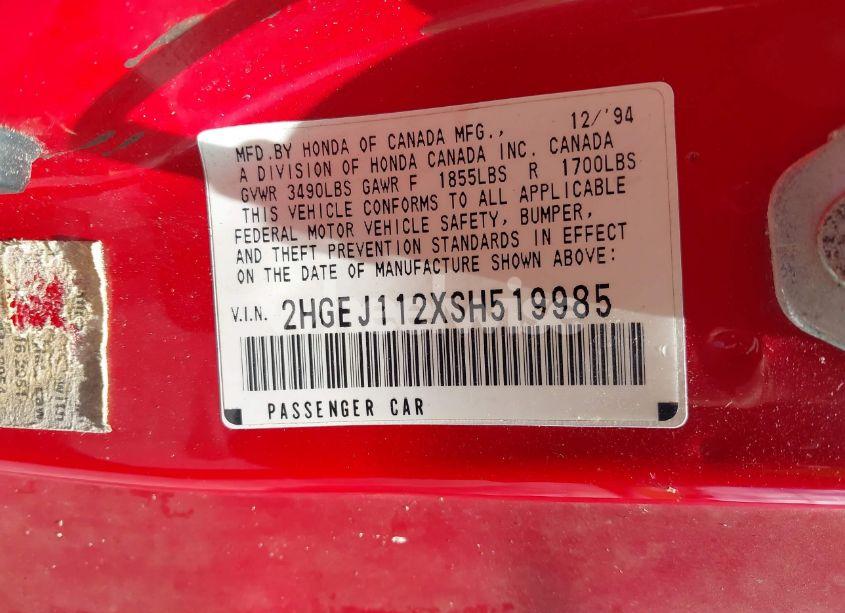 12/'94
MFD.BY HONDA OF CANADA MFG.,
A DIVISION OF HONDA CANADA INC. CANADA
GVWR 3490LBS GAWR F 1855LBS R 1700LBS
THIS VEHICLE CONFORMS TO ALL APPLICABLE
FEDERAL MOTOR VEHICLE SAFETY, BUMPER,
AND THEFT PREVENTION STANDARDS IN EFFECT
ON THE DATE OF MANUFACTURE SHOWN ABOVE:
V.I.N. 2HGEJ112XSH519985
PASSENGER CAR